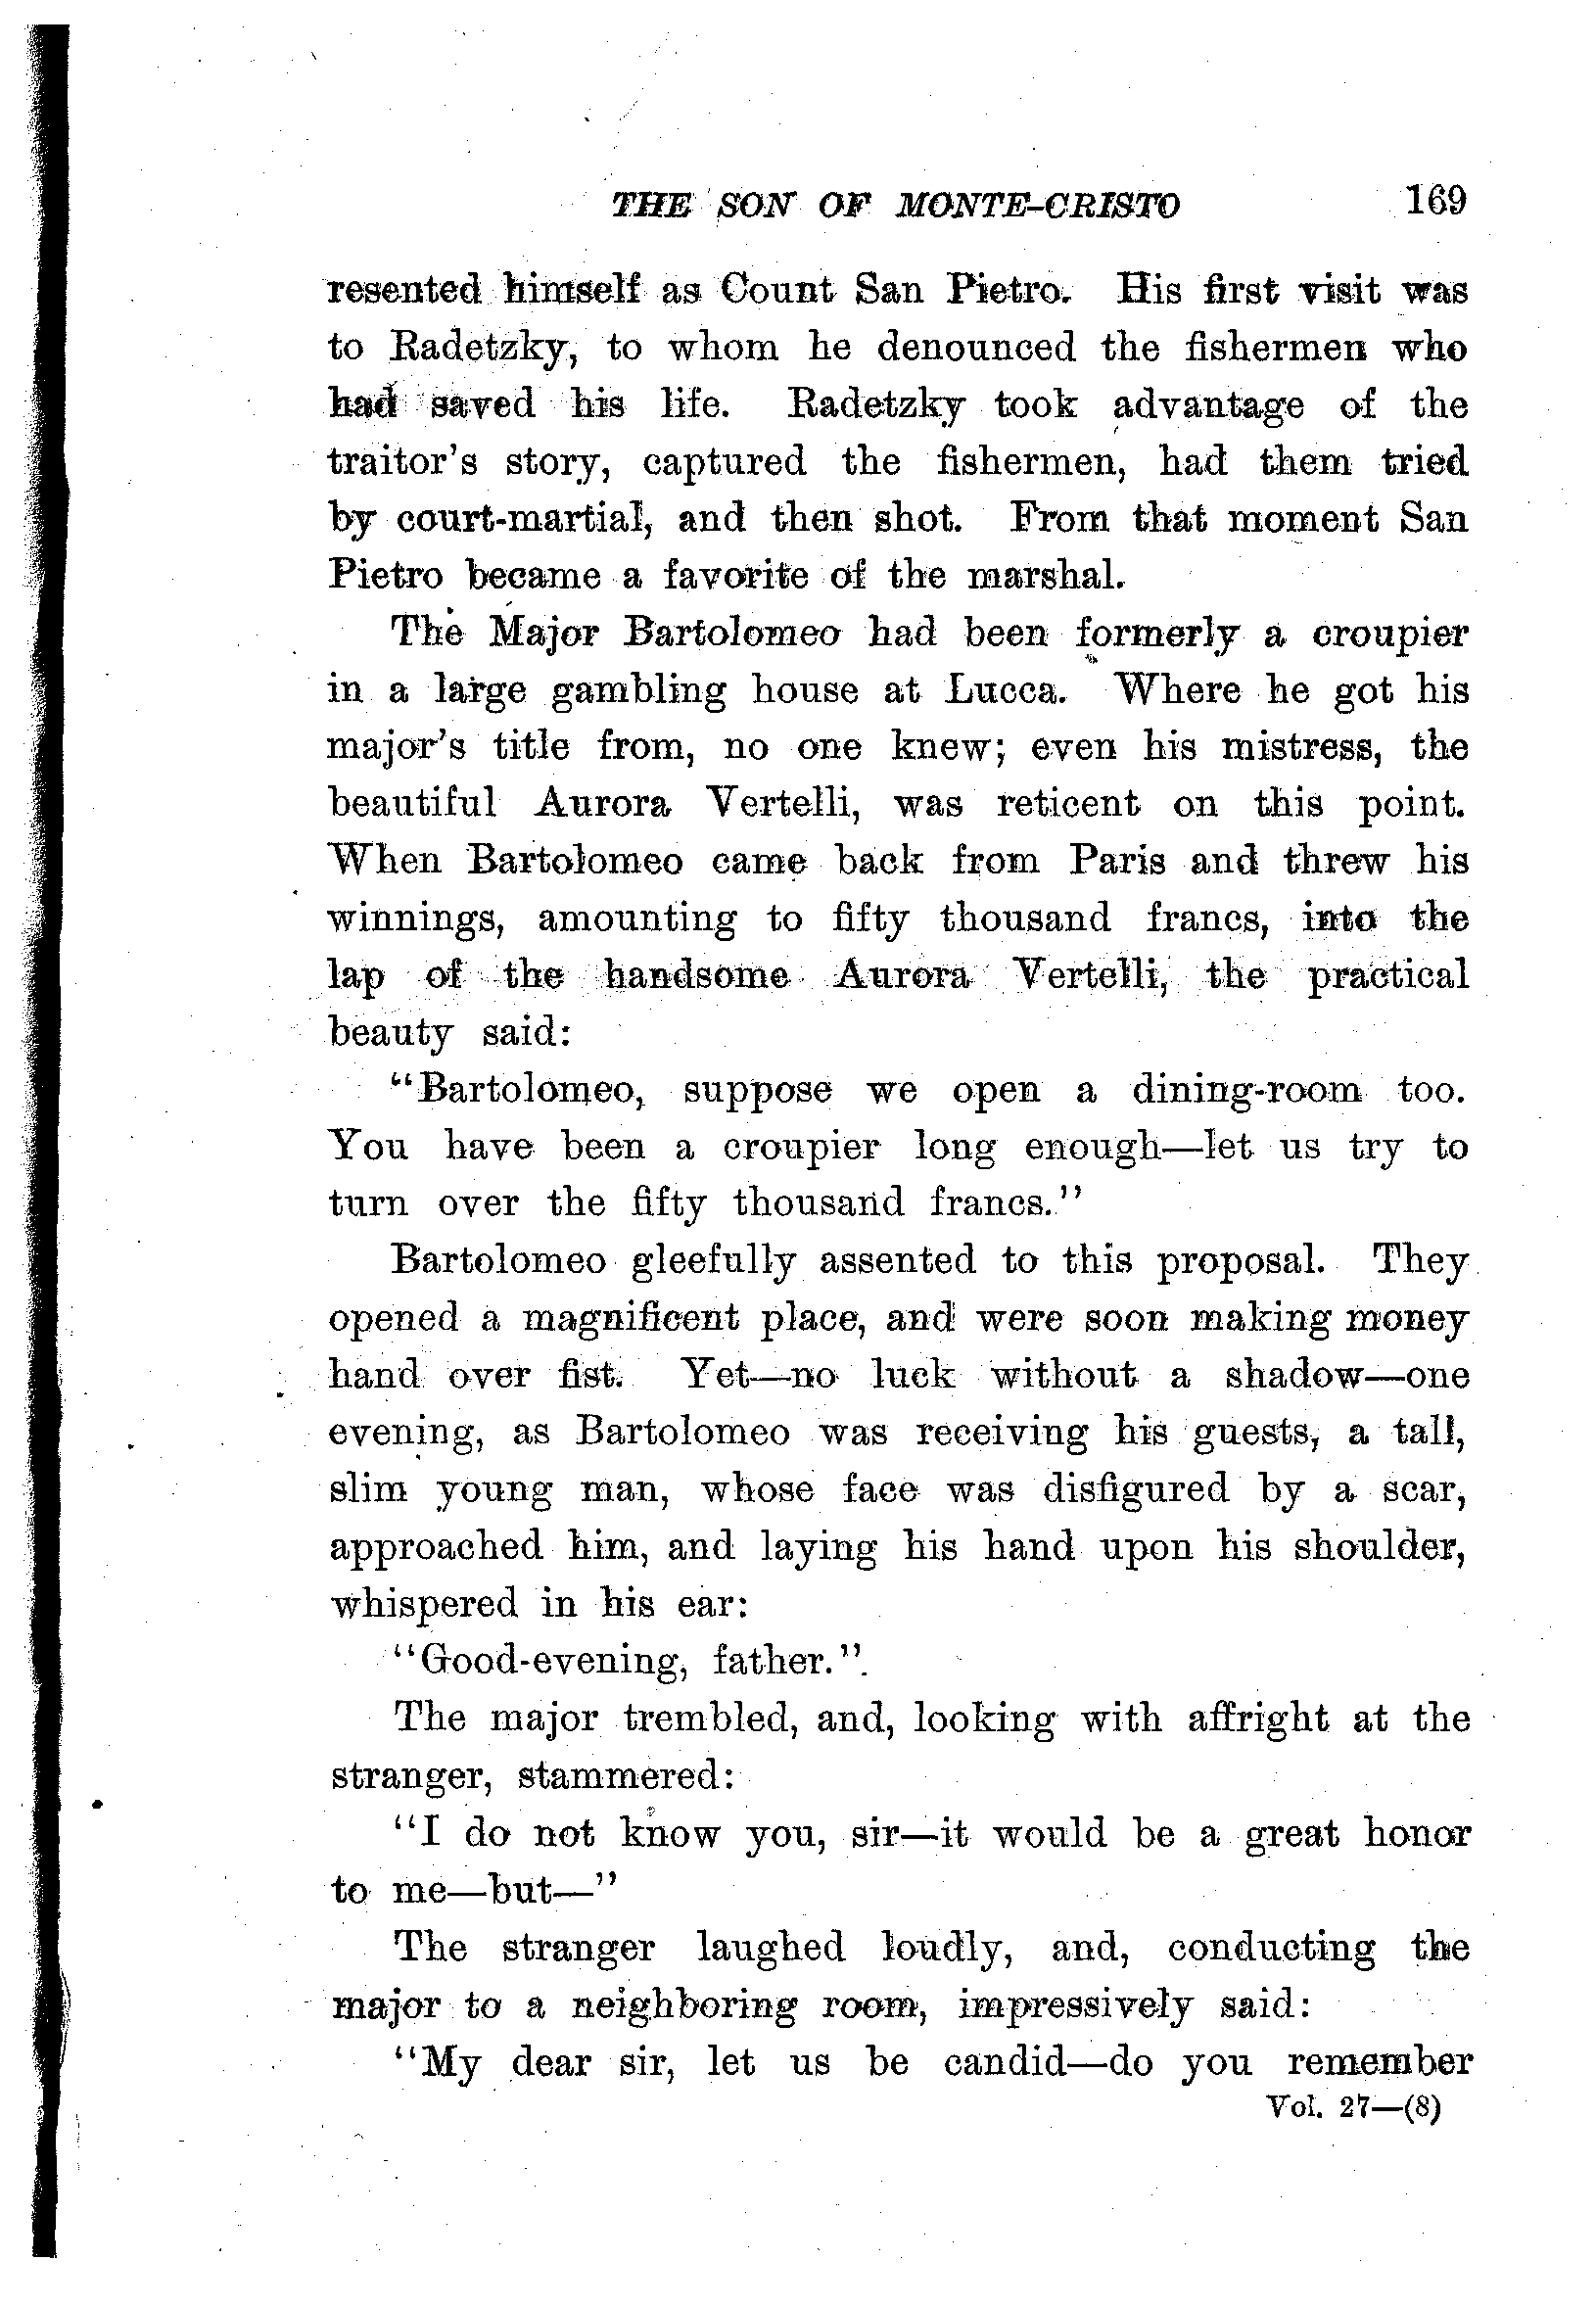 THE SON OF MONTE-CRISTO 169
resented himself as Count San Pietro. His first visit was
to Radetzky, to whom he denounced the fishermen who
had saved his life. Radetzky took advantage of the
traitor's story, captured the fishermen, had them tried
by court-martial, and then shot. From that moment San
Pietro became a favorite of the marshal.
The Major Bartolomeo had been formerly a croupier
in a large gambling house at Lucca. Where he got his
major's title from, no one knew; even his mistress, the
beautiful Aurora Vertelli, was reticent on this point.
When Bartolomeo came back from Paris and threw his
winnings, amounting to fifty thousand francs, into the
lap of the handsome Aurora Vertelli, the practical
beauty said:
"Bartolomeo, suppose we open a dining-room too.
You have been a croupier long enough—let us try to
turn over the fifty thousand francs."
Bartolomeo gleefully assented to this proposal. They
opened a magnificent place, and were soon making money
hand over fist. Yet—no luck without a shadow—one
evening, as Bartolomeo was receiving his guests, a tall,
slim young man, whose face was disfigured by a scar,
approached him, and laying his hand upon his shoulder,
whispered in his ear:
"Good-evening, father."
The major trembled, and, looking with affright at the
stranger, stammered:
"I do not know you, sir—it would be a great honor
to me—but—"
The stranger laughed loudly, and, conducting the
major to a neighboring room, impressively said:
"My dear sir, let us be candid—do you remember
Vol. 27—(8)